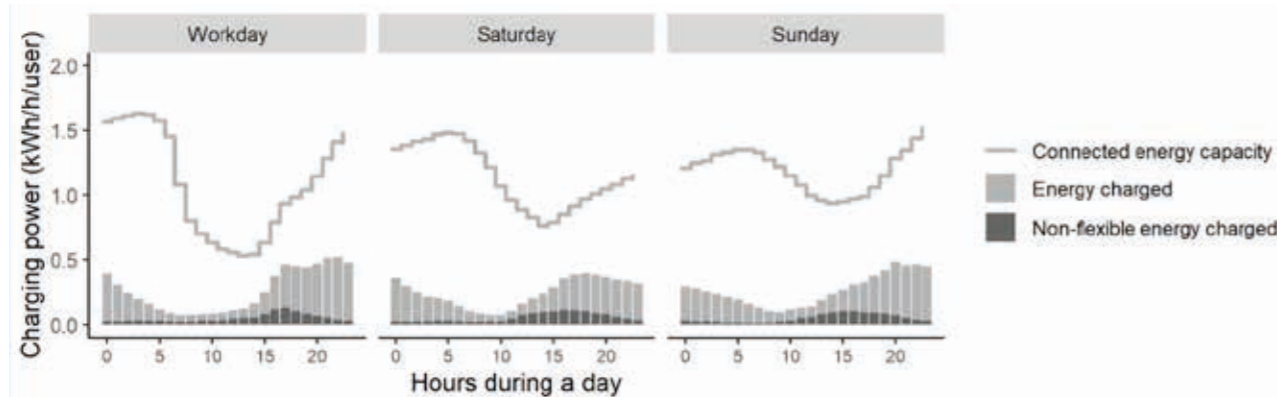 Workday Saturday Sunday
Charging power (kWh/h/user)
2.0
1.5
1.0
0.5
0.0
0 5 10 15 20 0 5 10 15 20 0 5 10 15 20
Hours during a day
Connected energy capacity
Energy charged
Non-flexible energy charged